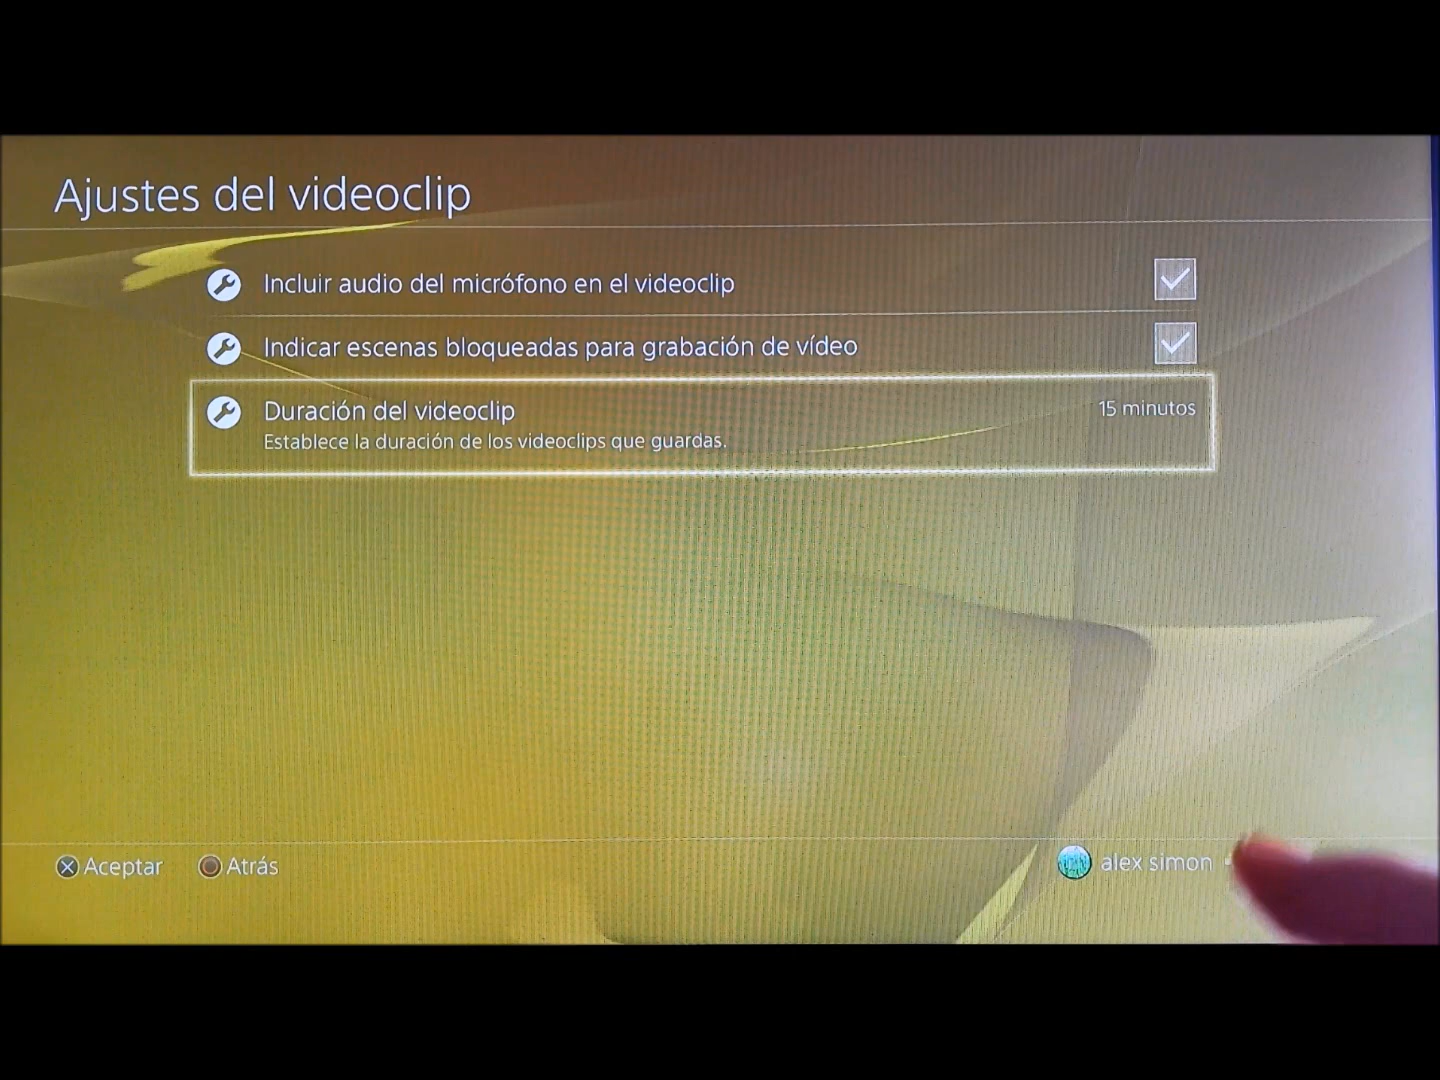 Ajustes del videoclip
Incluir audio del micrófono en el videoclip
Indicar escenas bloqueadas para grabación de vídeo
Duración del videoclip 15 minutos
Establece la duración de los videoclips que guardas.
Aceptar Atrás alex simon